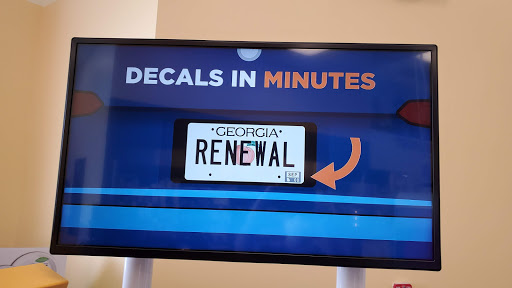 DECALS IN MINUTES
GEORGIA
RENEWAL